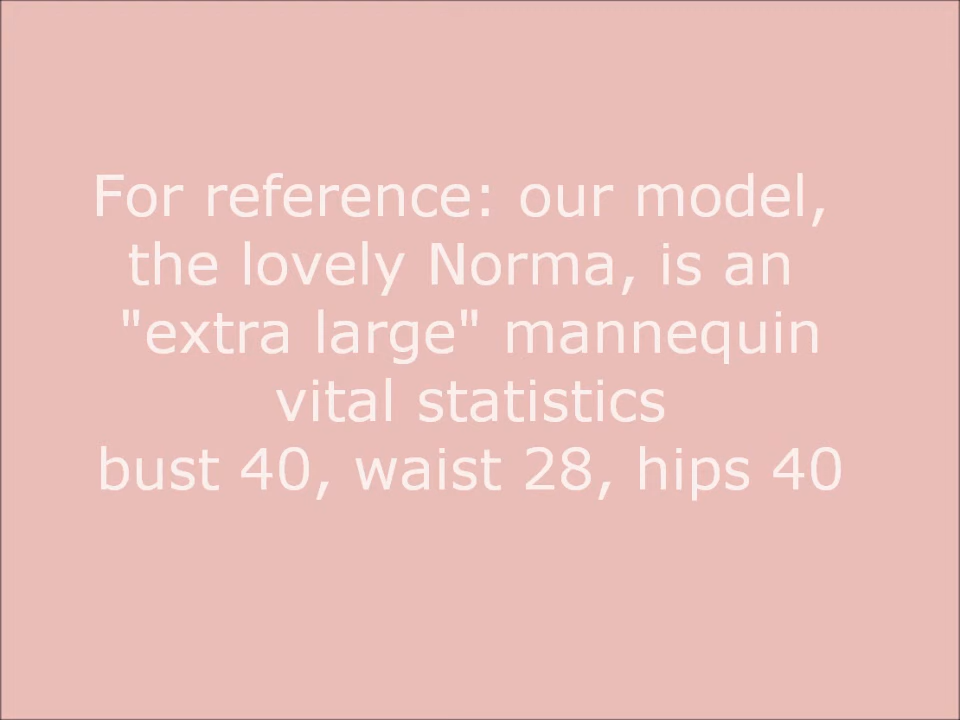 For reference: our model,
the lovely Norma, is an
"extra large" mannequin
vital statistics
bust 40, waist 28, hips 40